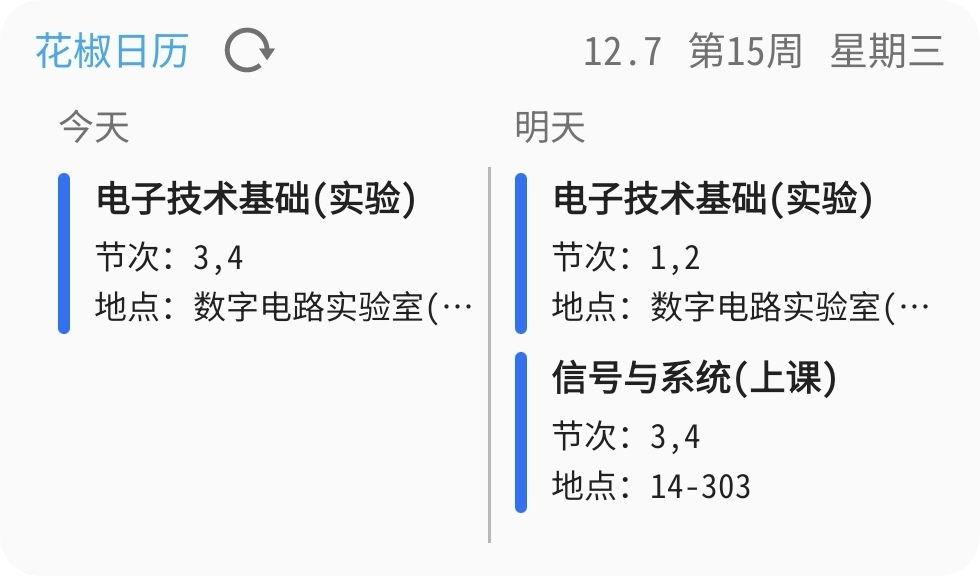 花椒日历
12.7 第15周 星期三
今天
电子技术基础(实验)
节次：3,4
地点：数字电路实验室(…
明天
电子技术基础(实验)
节次：1,2
地点：数字电路实验室(…
信号与系统(上课)
节次：3,4
地点：14-303